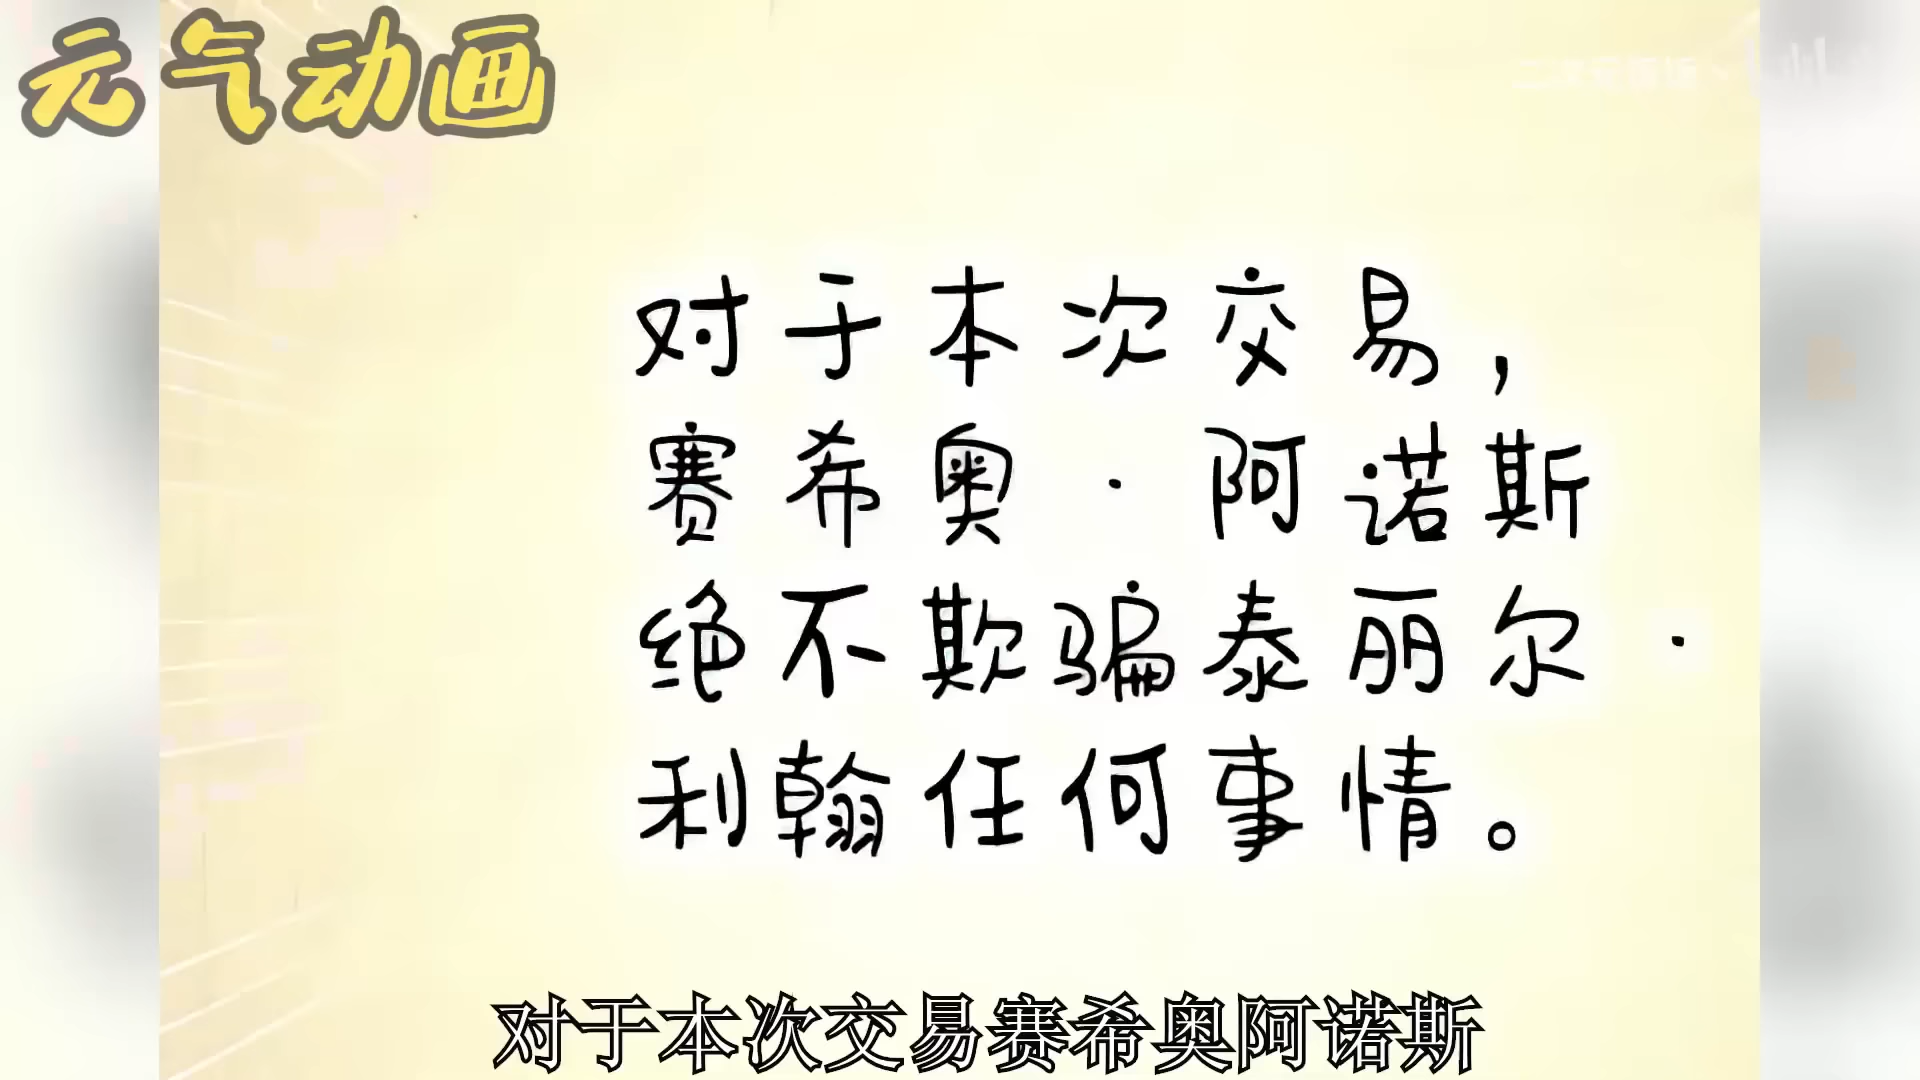 元气动画
对于本次交易，
赛希奥·阿诺斯
绝不欺骗泰丽尔·
利翰任何事情。
对于本次交易赛希奥阿诺斯